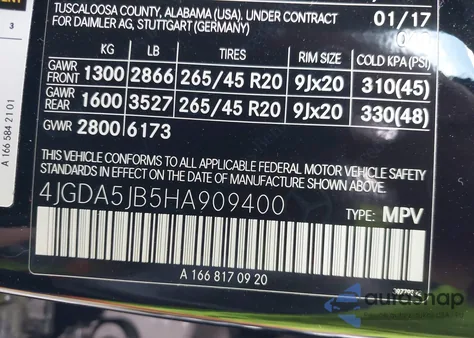 TUSCALOOSA COUNTY, ALABAMA (USA), UNDER CONTRACT
FOR DAIMLER AG, STUTTGART (GERMANY)
01/17
3
KG LB TIRES RIM SIZE COLD KPA (PSI)
GAWR FRONT 1300 2866 265/45 R20 9Jx20 310(45)
GAWR REAR 1600 3527 265/45 R20 9Jx20 330(48)
GVWR 2800 6173
A 166 584 21 01
THIS VEHICLE CONFORMS TO ALL APPLICABLE FEDERAL MOTOR VEHICLE SAFETY
STANDARDS IN EFFECT ON THE DATE OF MANUFACTURE SHOWN ABOVE.
4JGDA5JB5HA909400
TYPE: MPV
A 166 817 09 20
autosnap